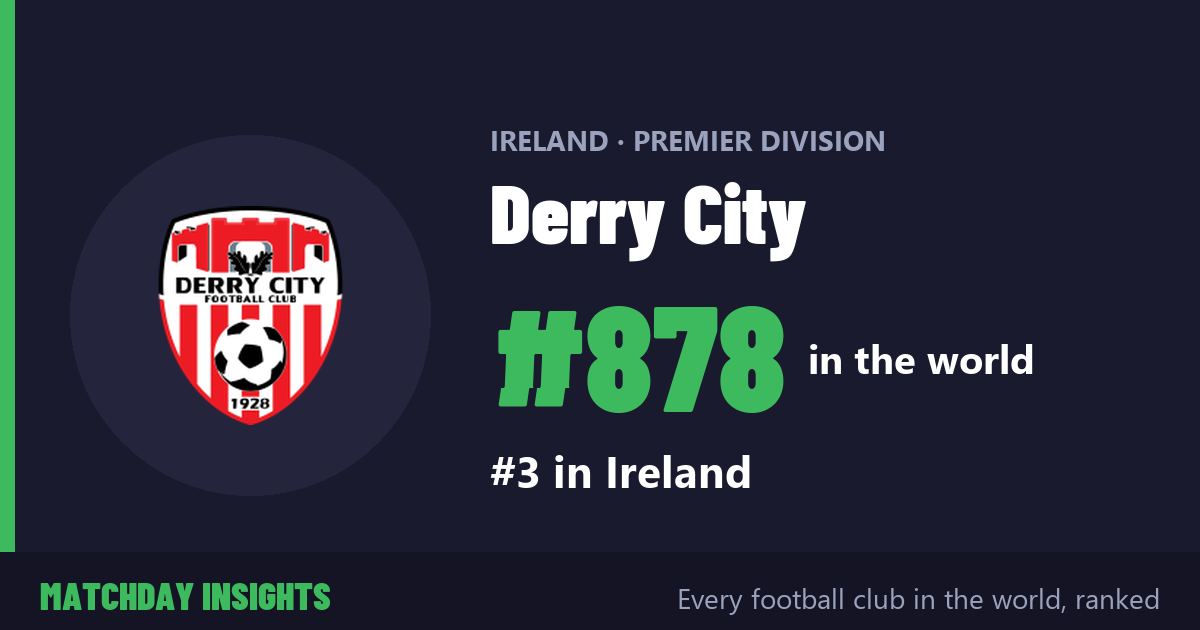 IRELAND · PREMIER DIVISION
Derry City
#878 in the world
#3 in Ireland
DERRY CITY
FOOTBALL CLUB
1928
MATCHDAY INSIGHTS
Every football club in the world, ranked